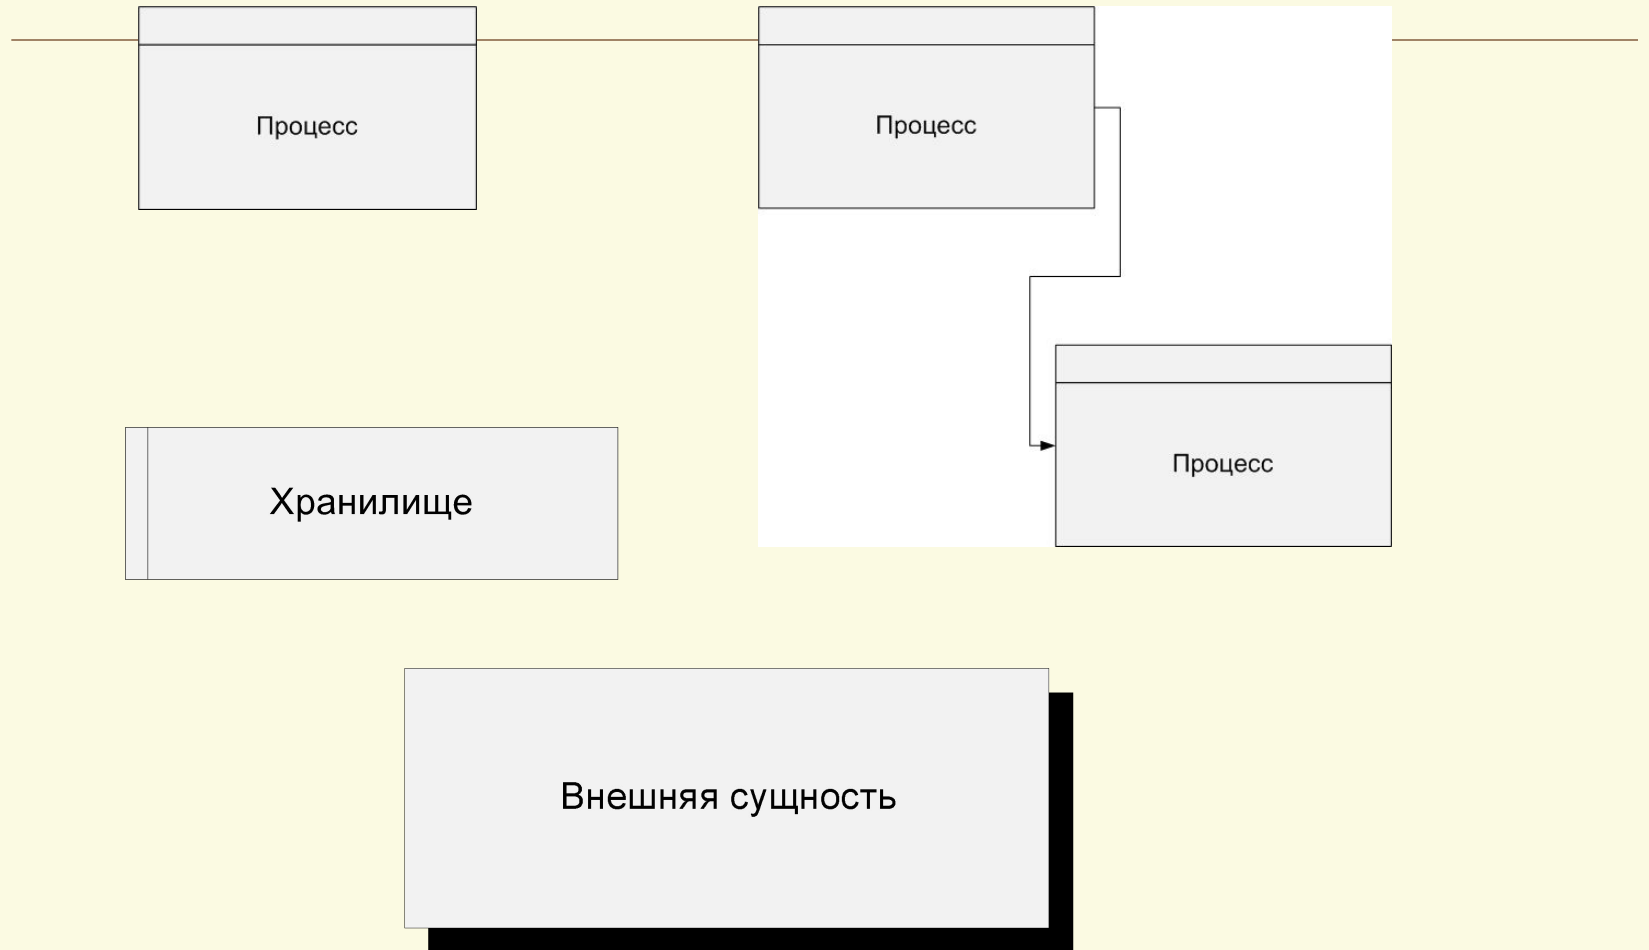 Процесс
Процесс
Процесс
Хранилище
Внешняя сущность